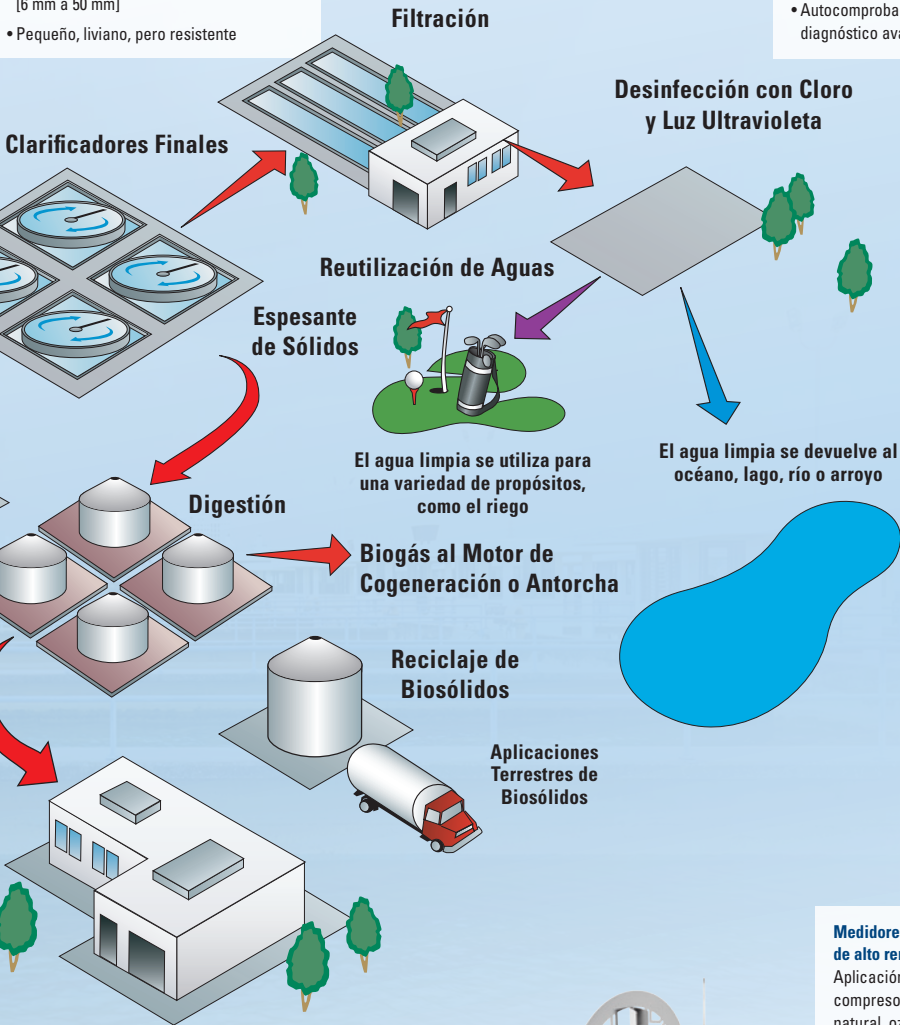 [6 mm a 50 mm]
• Pequeño, liviano, pero resistente
• Autocomproba
diagnóstico ava
Filtración
Desinfección con Cloro
y Luz Ultravioleta
Clarificadores Finales
Reutilización de Aguas
Espesante
de Sólidos
El agua limpia se utiliza para
una variedad de propósitos,
como el riego
El agua limpia se devuelve al
océano, lago, río o arroyo
Digestión
Biogás al Motor de
Cogeneración o Antorcha
Reciclaje de
Biosólidos
Aplicaciones
Terrestres de
Biosólidos
Medidore
de alto ren
Aplicación
compreso
natural, oz